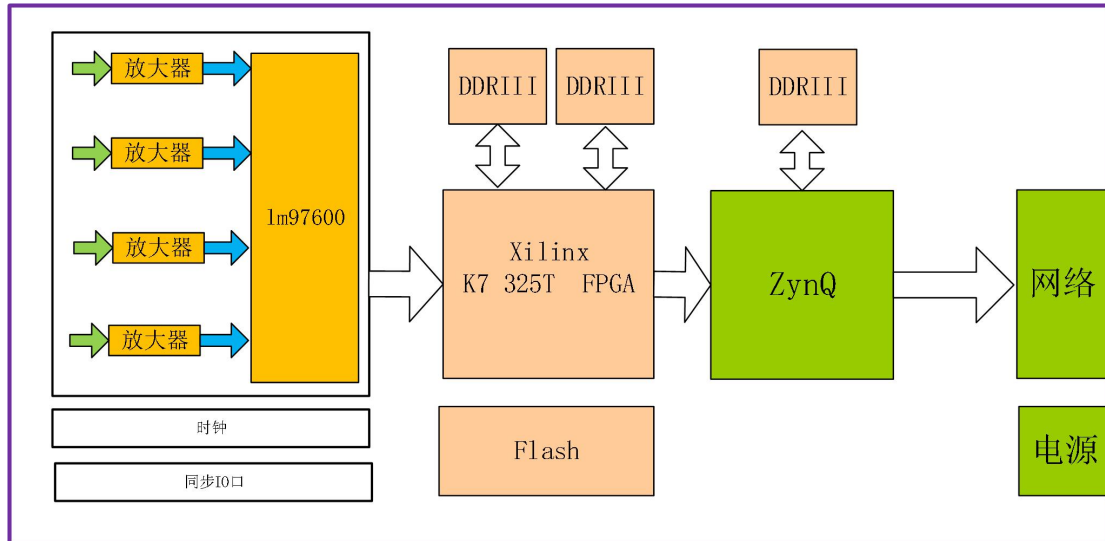 放大器
放大器
放大器
放大器
lm97600
时钟
同步IO口
DDRIII
DDRIII
Xilinx
K7 325T FPGA
Flash
DDRIII
ZynQ
网络
电源